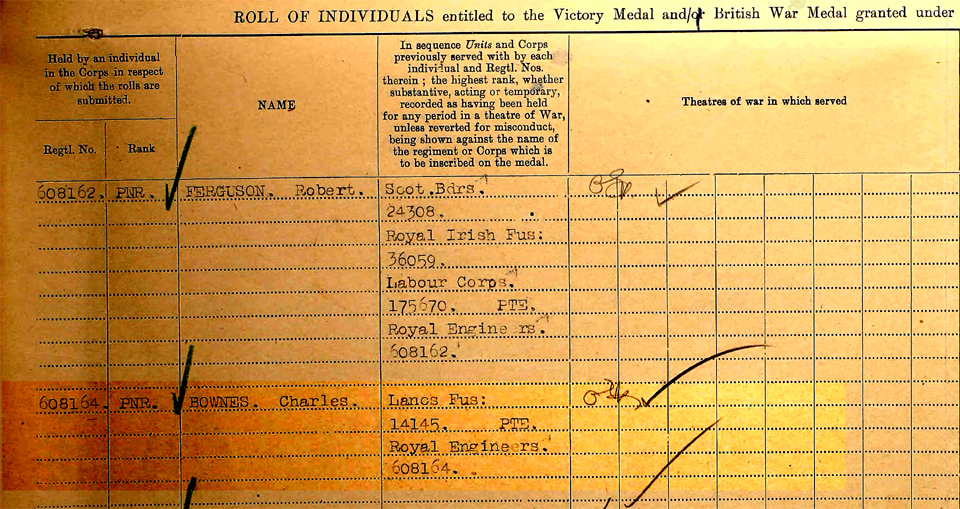 ROLL OF INDIVIDUALS entitled to the Victory Medal and/or British War Medal granted under
Held by an individual
in the Corps in respect
of which the rolls are
submitted.
Regtl. No. Rank
NAME
In sequence Units and Corps
previously served with by each
individual and Regtl. Nos.
therein ; the highest rank, whether
substantive, acting or temporary,
recorded as having been held
for any period in a theatre of War,
unless reverted for misconduct,
being shown against the name of
the regiment or Corps which is
to be inscribed on the medal.
Theatres of war in which served
608162. PNR. FERGUSON. Robert. Scot.Bdrs.
24308.
Royal Irish Fus:
36059.
Labour Corps.
175670. PTE.
Royal Engine rs.
608162.
608164. PNR. BOWNES. Charles. Lancs Fus:
14145. PTE.
Royal Engineers.
608164.